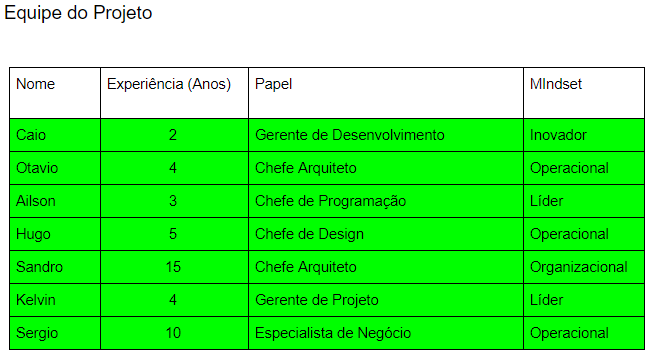 Equipe do Projeto
Nome Experiência (Anos) Papel MIndset
Caio 2 Gerente de Desenvolvimento Inovador
Otavio 4 Chefe Arquiteto Operacional
Ailson 3 Chefe de Programação Líder
Hugo 5 Chefe de Design Operacional
Sandro 15 Chefe Arquiteto Organizacional
Kelvin 4 Gerente de Projeto Líder
Sergio 10 Especialista de Negócio Operacional